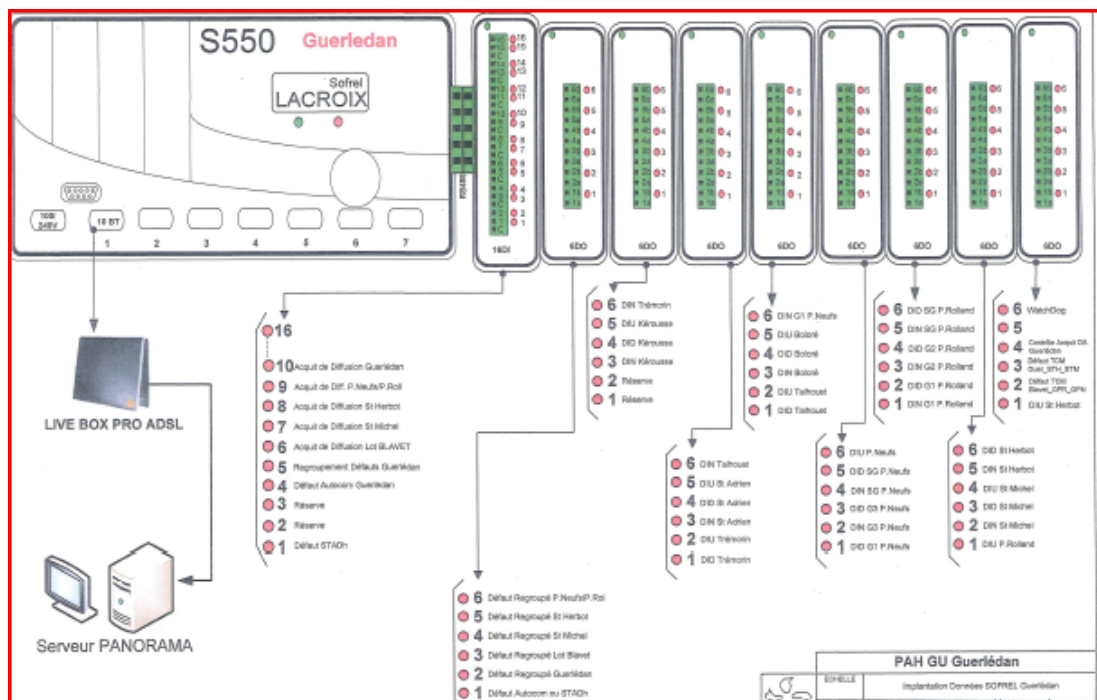 S550 Guerledan
Sofrel
LACROIX
100/
240V
10 BT
1 2 3 4 5 6 7
RS485
16DI
6DO 6DO 6DO 6DO 6DO 6DO 6DO 6DO
LIVE BOX PRO ADSL
Serveur PANORAMA
16
10 Acquit de Diffusion Guerlédan
9 Acquit de Diff. P.Neufs/P.Rol
8 Acquit de Diffusion St Herbot
7 Acquit de Diffusion St Michel
6 Acquit de Diffusion Lot BLAVET
5 Regroupement Défauts Guerlédan
4 Défaut Autocom Guerlédan
3 Réserve
2 Réserve
1 Défaut STADh
6 Défaut Regroupé P.Neufs/P.Rol
5 Défaut Regroupé St Herbot
4 Défaut Regroupé St Michel
3 Défaut Regroupé Lot Blavet
2 Défaut Regroupé Guerlédan
1 Défaut Autocom ou STADh
6 DIN Trémorin
5 DIU Kérousse
4 DID Kérousse
3 DIN Kérousse
2 Réserve
1 Réserve
6 DIN Talhouet
5 DIU St Adrien
4 DID St Adrien
3 DIN St Adrien
2 DIU Trémorin
1 DID Trémorin
6 DIN G1 P.Neufs
5 DIU Boloré
4 DID Boloré
3 DIN Boloré
2 DIU Talhouet
1 DID Talhouet
6 DIU P.Neufs
5 DID SG P.Neufs
4 DIN SG P.Neufs
3 DID G3 P.Neufs
2 DIN G3 P.Neufs
1 DID G1 P.Neufs
6 DID SG P.Rolland
5 DIN SG P.Rolland
4 DID G2 P.Rolland
3 DIN G2 P.Rolland
2 DID G1 P.Rolland
1 DIN G1 P.Rolland
6 DID St Herbot
5 DIN St Herbot
4 DIU St Michel
3 DID St Michel
2 DIN St Michel
1 DIU P.Rolland
6 WatchDog
5
4 Acquit Dif.
Guerlédan
3 Défaut TCM
Guer_STH_STM
2 Défaut TCM
Blavet_GPR_GPN
1 DIU St Herbot
PAH GU Guerlédan
ECHELLE
Implantation Données SOFREL Guerlédan